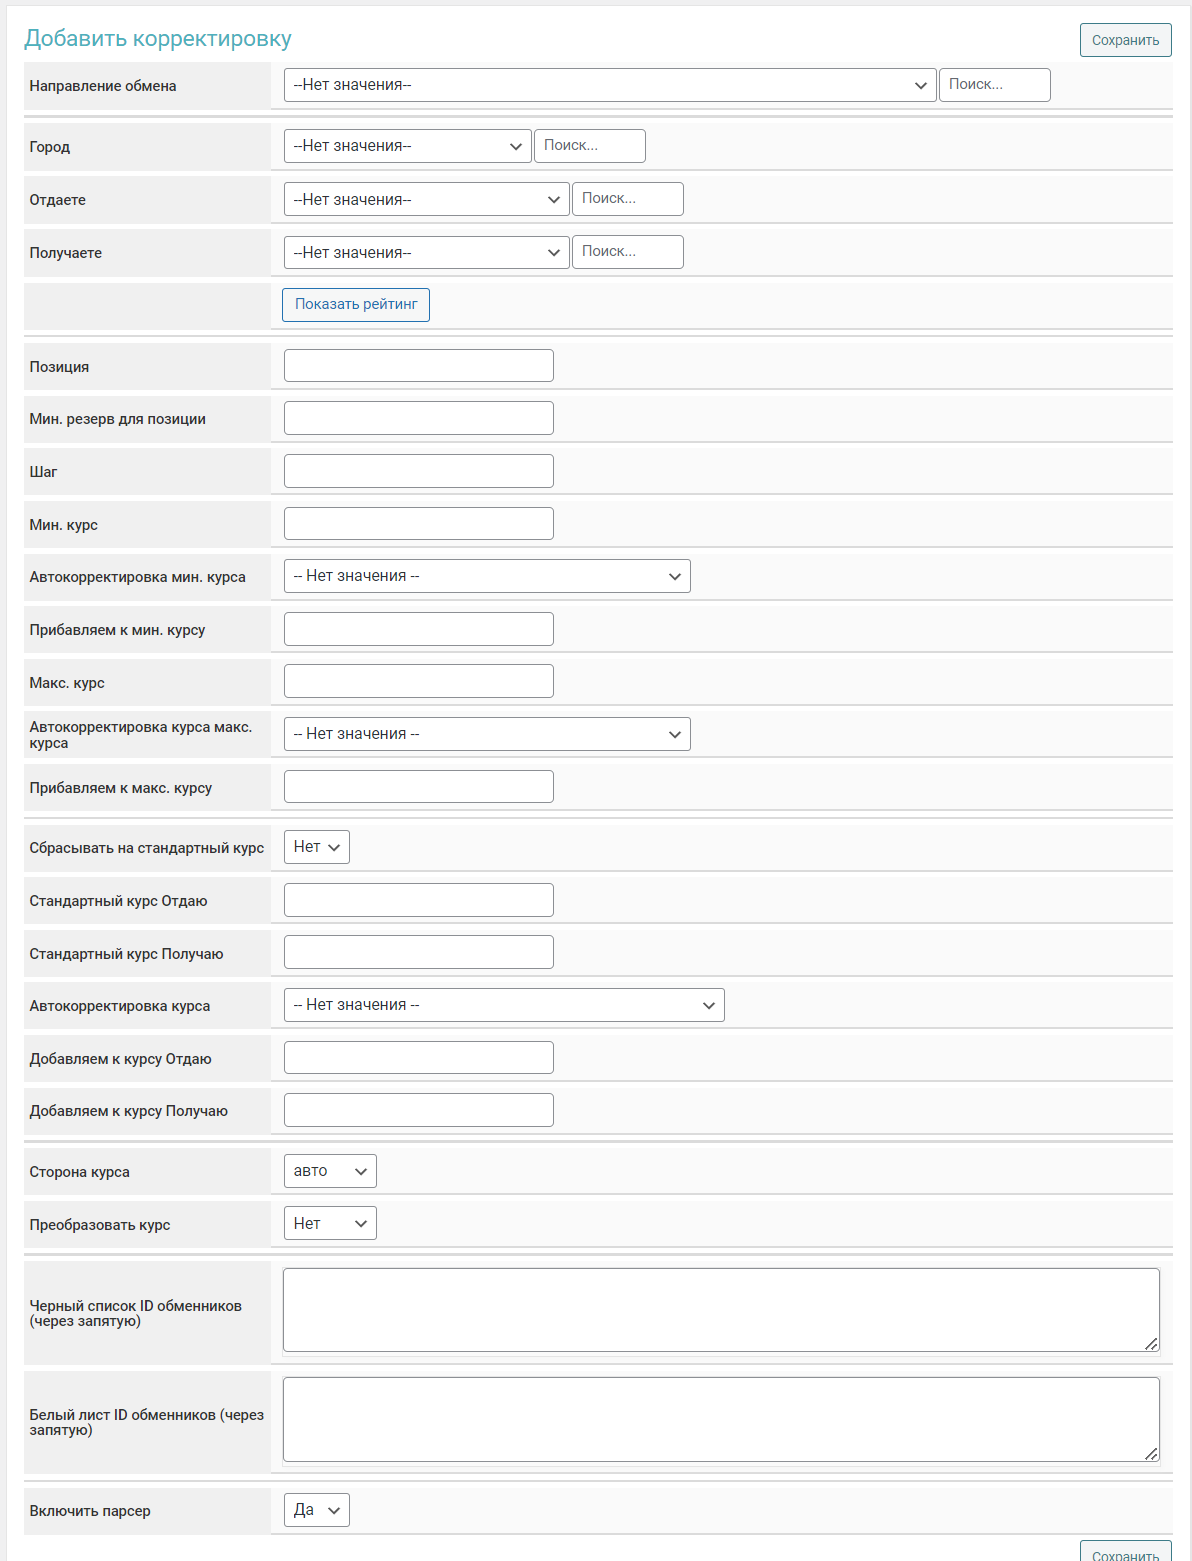 Добавить корректировку
Сохранить
Направление обмена
--Нет значения--
Поиск...
Город
--Нет значения--
Поиск...
Отдаете
--Нет значения--
Поиск...
Получаете
--Нет значения--
Поиск...
Показать рейтинг
Позиция
Мин. резерв для позиции
Шаг
Мин. курс
Автокорректировка мин. курса
-- Нет значения --
Прибавляем к мин. курсу
Макс. курс
Автокорректировка курса макс.
курса
-- Нет значения --
Прибавляем к макс. курсу
Сбрасывать на стандартный курс
Нет
Стандартный курс Отдаю
Стандартный курс Получаю
Автокорректировка курса
-- Нет значения --
Добавляем к курсу Отдаю
Добавляем к курсу Получаю
Сторона курса
авто
Преобразовать курс
Нет
Черный список ID обменников
(через запятую)
Белый лист ID обменников (через
запятую)
Включить парсер
Да
Сохранить